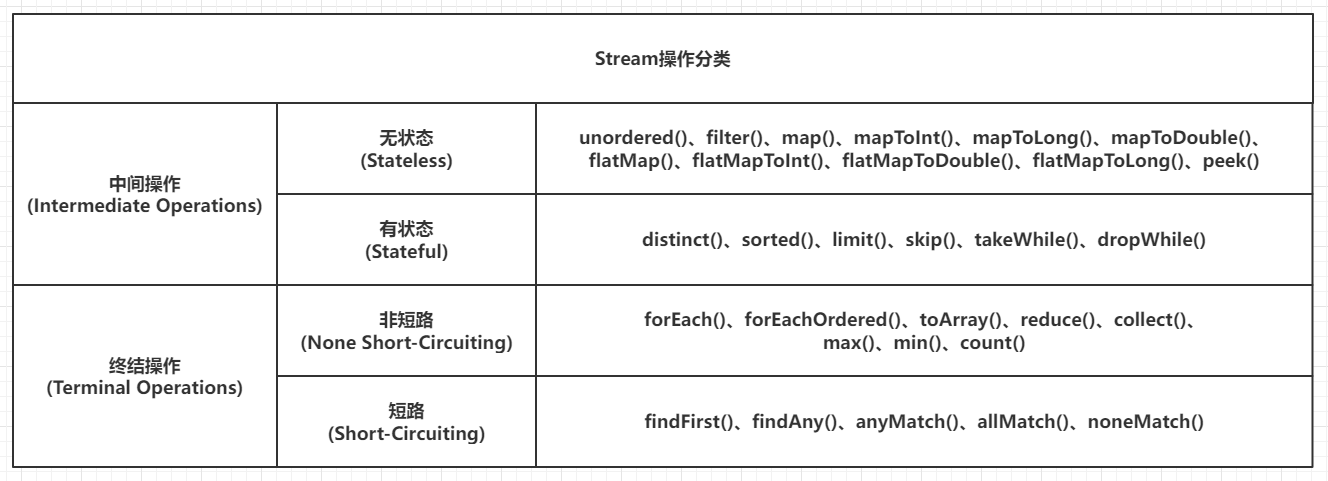 Stream操作分类
中间操作
(Intermediate Operations)
无状态
(Stateless)
unordered()、filter()、map()、mapToInt()、mapToLong()、mapToDouble()、
flatMap()、flatMapToInt()、flatMapToDouble()、flatMapToLong()、peek()
有状态
(Stateful)
distinct()、sorted()、limit()、skip()、takeWhile()、dropWhile()
终结操作
(Terminal Operations)
非短路
(None Short-Circuiting)
forEach()、forEachOrdered()、toArray()、reduce()、collect()、
max()、min()、count()
短路
(Short-Circuiting)
findFirst()、findAny()、anyMatch()、allMatch()、noneMatch()